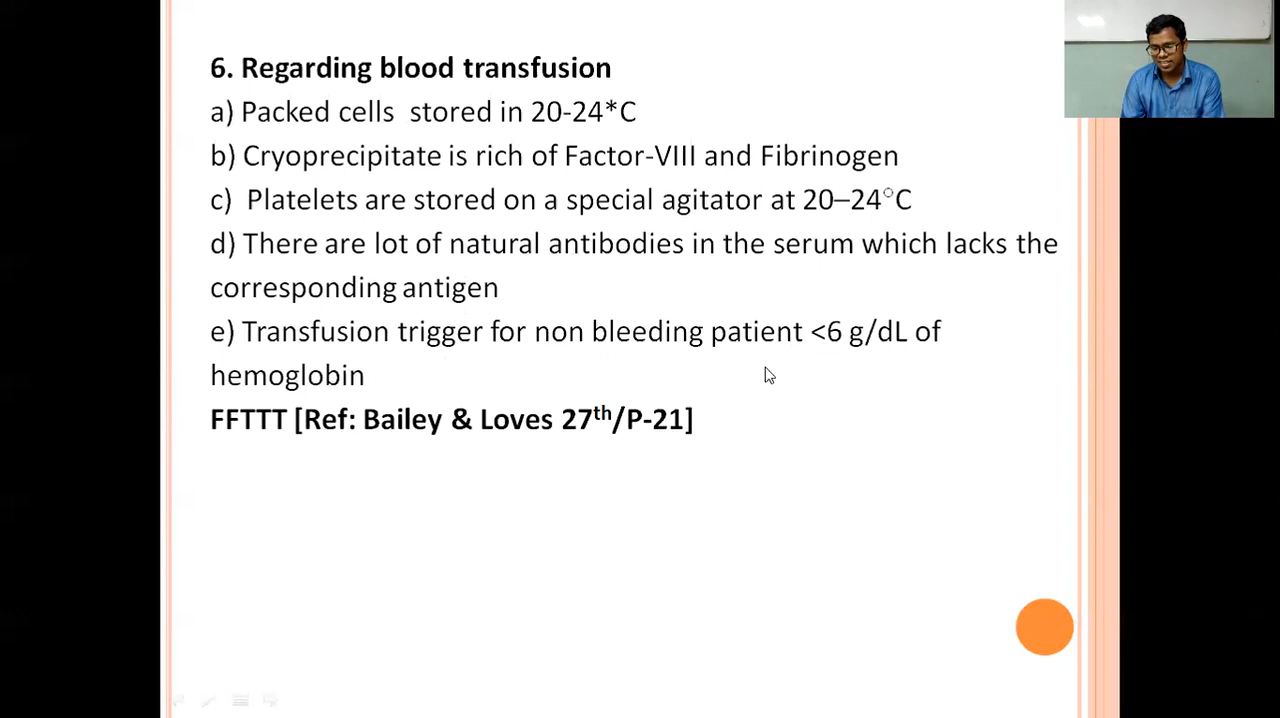 6. Regarding blood transfusion
a) Packed cells stored in 20-24*C
b) Cryoprecipitate is rich of Factor-VIII and Fibrinogen
c) Platelets are stored on a special agitator at 20–24°C
d) There are lot of natural antibodies in the serum which lacks the
corresponding antigen
e) Transfusion trigger for non bleeding patient <6 g/dL of
hemoglobin
FFTTT [Ref: Bailey & Loves 27th/P-21]